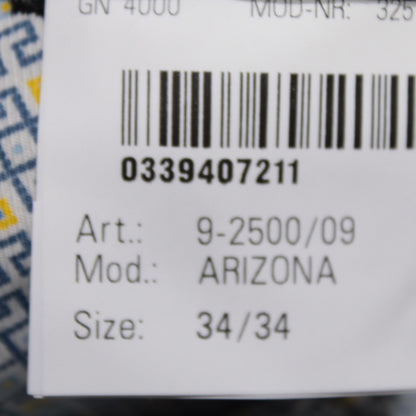 GN 4000 MOD-NR: 325
0339407211
Art.: 9-2500/09
Mod.: ARIZONA
Size: 34/34